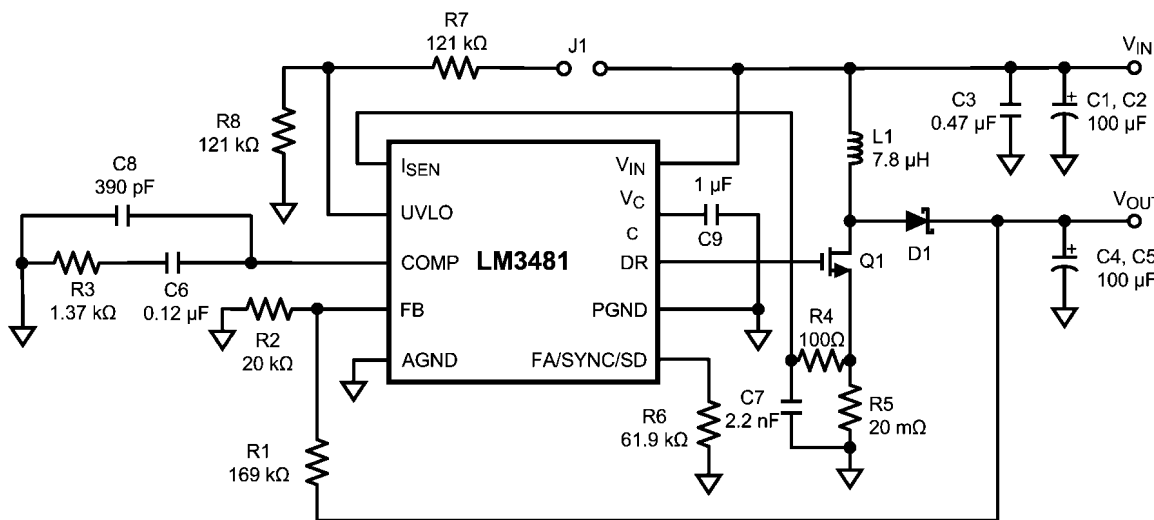 R7
121 kΩ
J1
VIN
R8
121 kΩ
C3
0.47 µF
C1, C2
100 µF
+
L1
7.8 µH
C8
390 pF
ISEN
VIN
1 µF
UVLO
VC
C
C9
VOUT
D1
C4, C5
100 µF
+
COMP
LM3481
DR
Q1
R3
1.37 kΩ
C6
0.12 µF
R2
20 kΩ
FB
PGND
R4
100Ω
AGND
FA/SYNC/SD
C7
2.2 nF
R5
20 mΩ
R6
61.9 kΩ
R1
169 kΩ